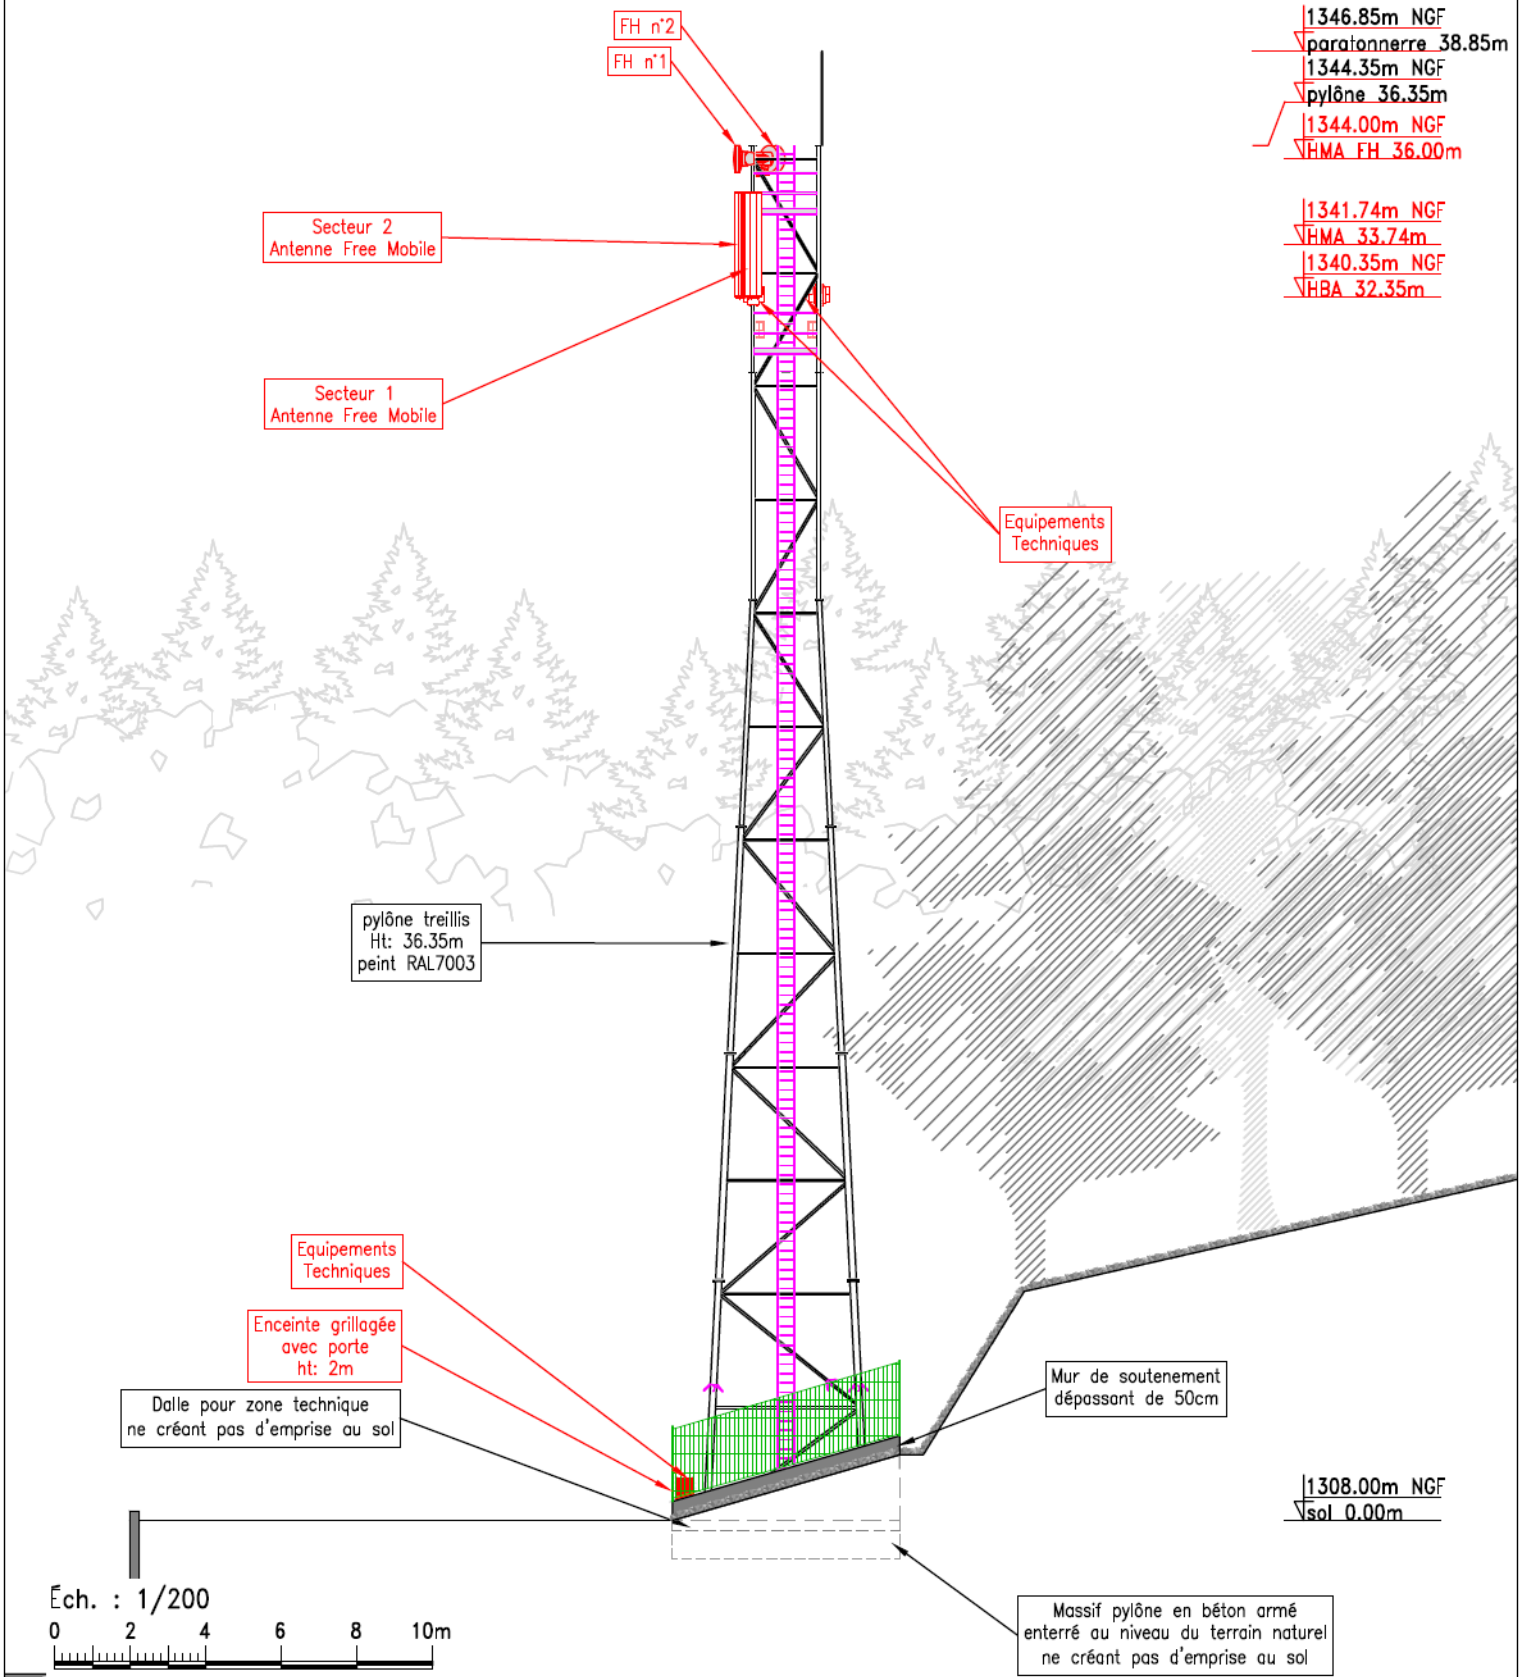 FH n°2
FH n°1
1346.85m NGF
paratonnerre 38.85m
1344.35m NGF
pylône 36.35m
1344.00m NGF
HMA FH 36.00m
1341.74m NGF
HMA 33.74m
1340.35m NGF
HBA 32.35m
Secteur 2
Antenne Free Mobile
Secteur 1
Antenne Free Mobile
Equipements
Techniques
pylône treillis
Ht: 36.35m
peint RAL7003
Equipements
Techniques
Enceinte grillagée
avec porte
ht: 2m
Dalle pour zone technique
ne créant pas d'emprise au sol
Mur de soutenement
dépassant de 50cm
1308.00m NGF
sol 0.00m
Massif pylône en béton armé
enterré au niveau du terrain naturel
ne créant pas d'emprise au sol
Éch. : 1/200
0 2 4 6 8 10m